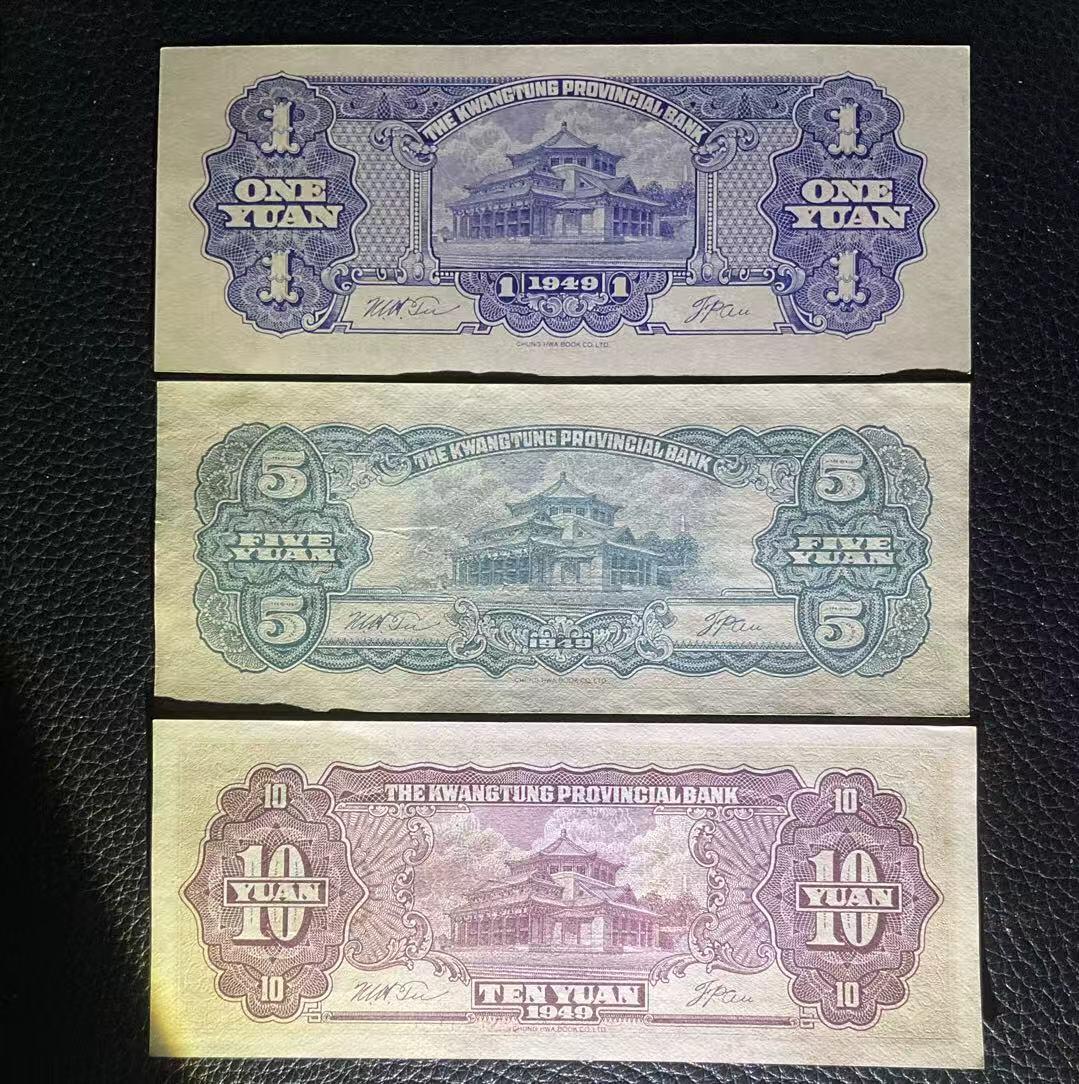 THE KWANGTUNG PROVINCIAL BANK
1 1
ONE YUAN ONE YUAN
1 1 1949 1 1
CHUNG HWA BOOK CO. LTD.
THE KWANGTUNG PROVINCIAL BANK
5 5
FIVE YUAN FIVE YUAN
5 5
1949
CHUNG HWA BOOK CO. LTD.
THE KWANGTUNG PROVINCIAL BANK
10 10
10 YUAN 10 YUAN
10 TEN YUAN 10
1949
CHUNG HWA BOOK CO. LTD.